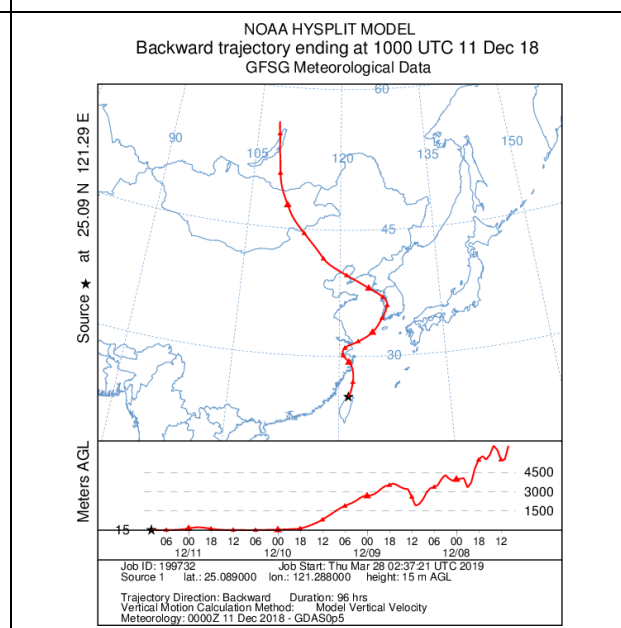 NOAA HYSPLIT MODEL
Backward trajectory ending at 1000 UTC 11 Dec 18
GFSG Meteorological Data
Source ★ at 25.09 N 121.29 E
60
90
105
120
135
150
45
30
Meters AGL
15
4500
3000
1500
06 00 18 12 06 00 18 12 06 00 18 12 06 00 18 12
12/11 12/10 12/09 12/08
Job ID: 199732 Job Start: Thu Mar 28 02:37:21 UTC 2019
Source 1 lat.: 25.089000 lon.: 121.288000 height: 15 m AGL
Trajectory Direction: Backward Duration: 96 hrs
Vertical Motion Calculation Method: Model Vertical Velocity
Meteorology: 0000Z 11 Dec 2018 - GDAS0p5